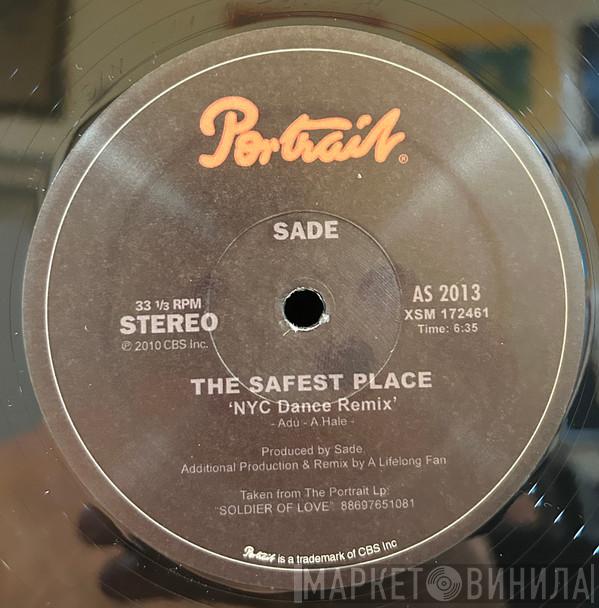 Portrait®
SADE
33 1/3 RPM
STEREO
℗ 2010 CBS Inc.
AS 2013
XSM 172461
Time: 6:35
THE SAFEST PLACE
'NYC Dance Remix'
- Adu - A Hale -
Produced by Sade
Additional Production & Remix by A Lifelong Fan
Taken from The Portrait Lp:
"SOLDIER OF LOVE" 88697651081
Portrait is a trademark of CBS Inc
МАРКЕТ ВИНИЛА